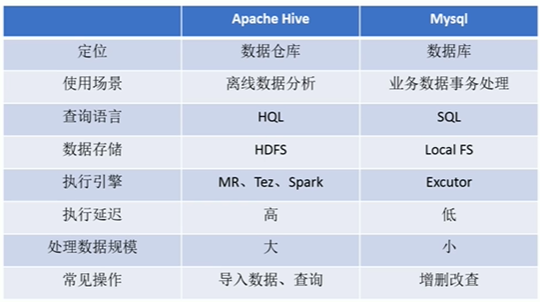 Apache Hive Mysql
定位 数据仓库 数据库
使用场景 离线数据分析 业务数据事务处理
查询语言 HQL SQL
数据存储 HDFS Local FS
执行引擎 MR、Tez、Spark Excutor
执行延迟 高 低
处理数据规模 大 小
常见操作 导入数据、查询 增删改查